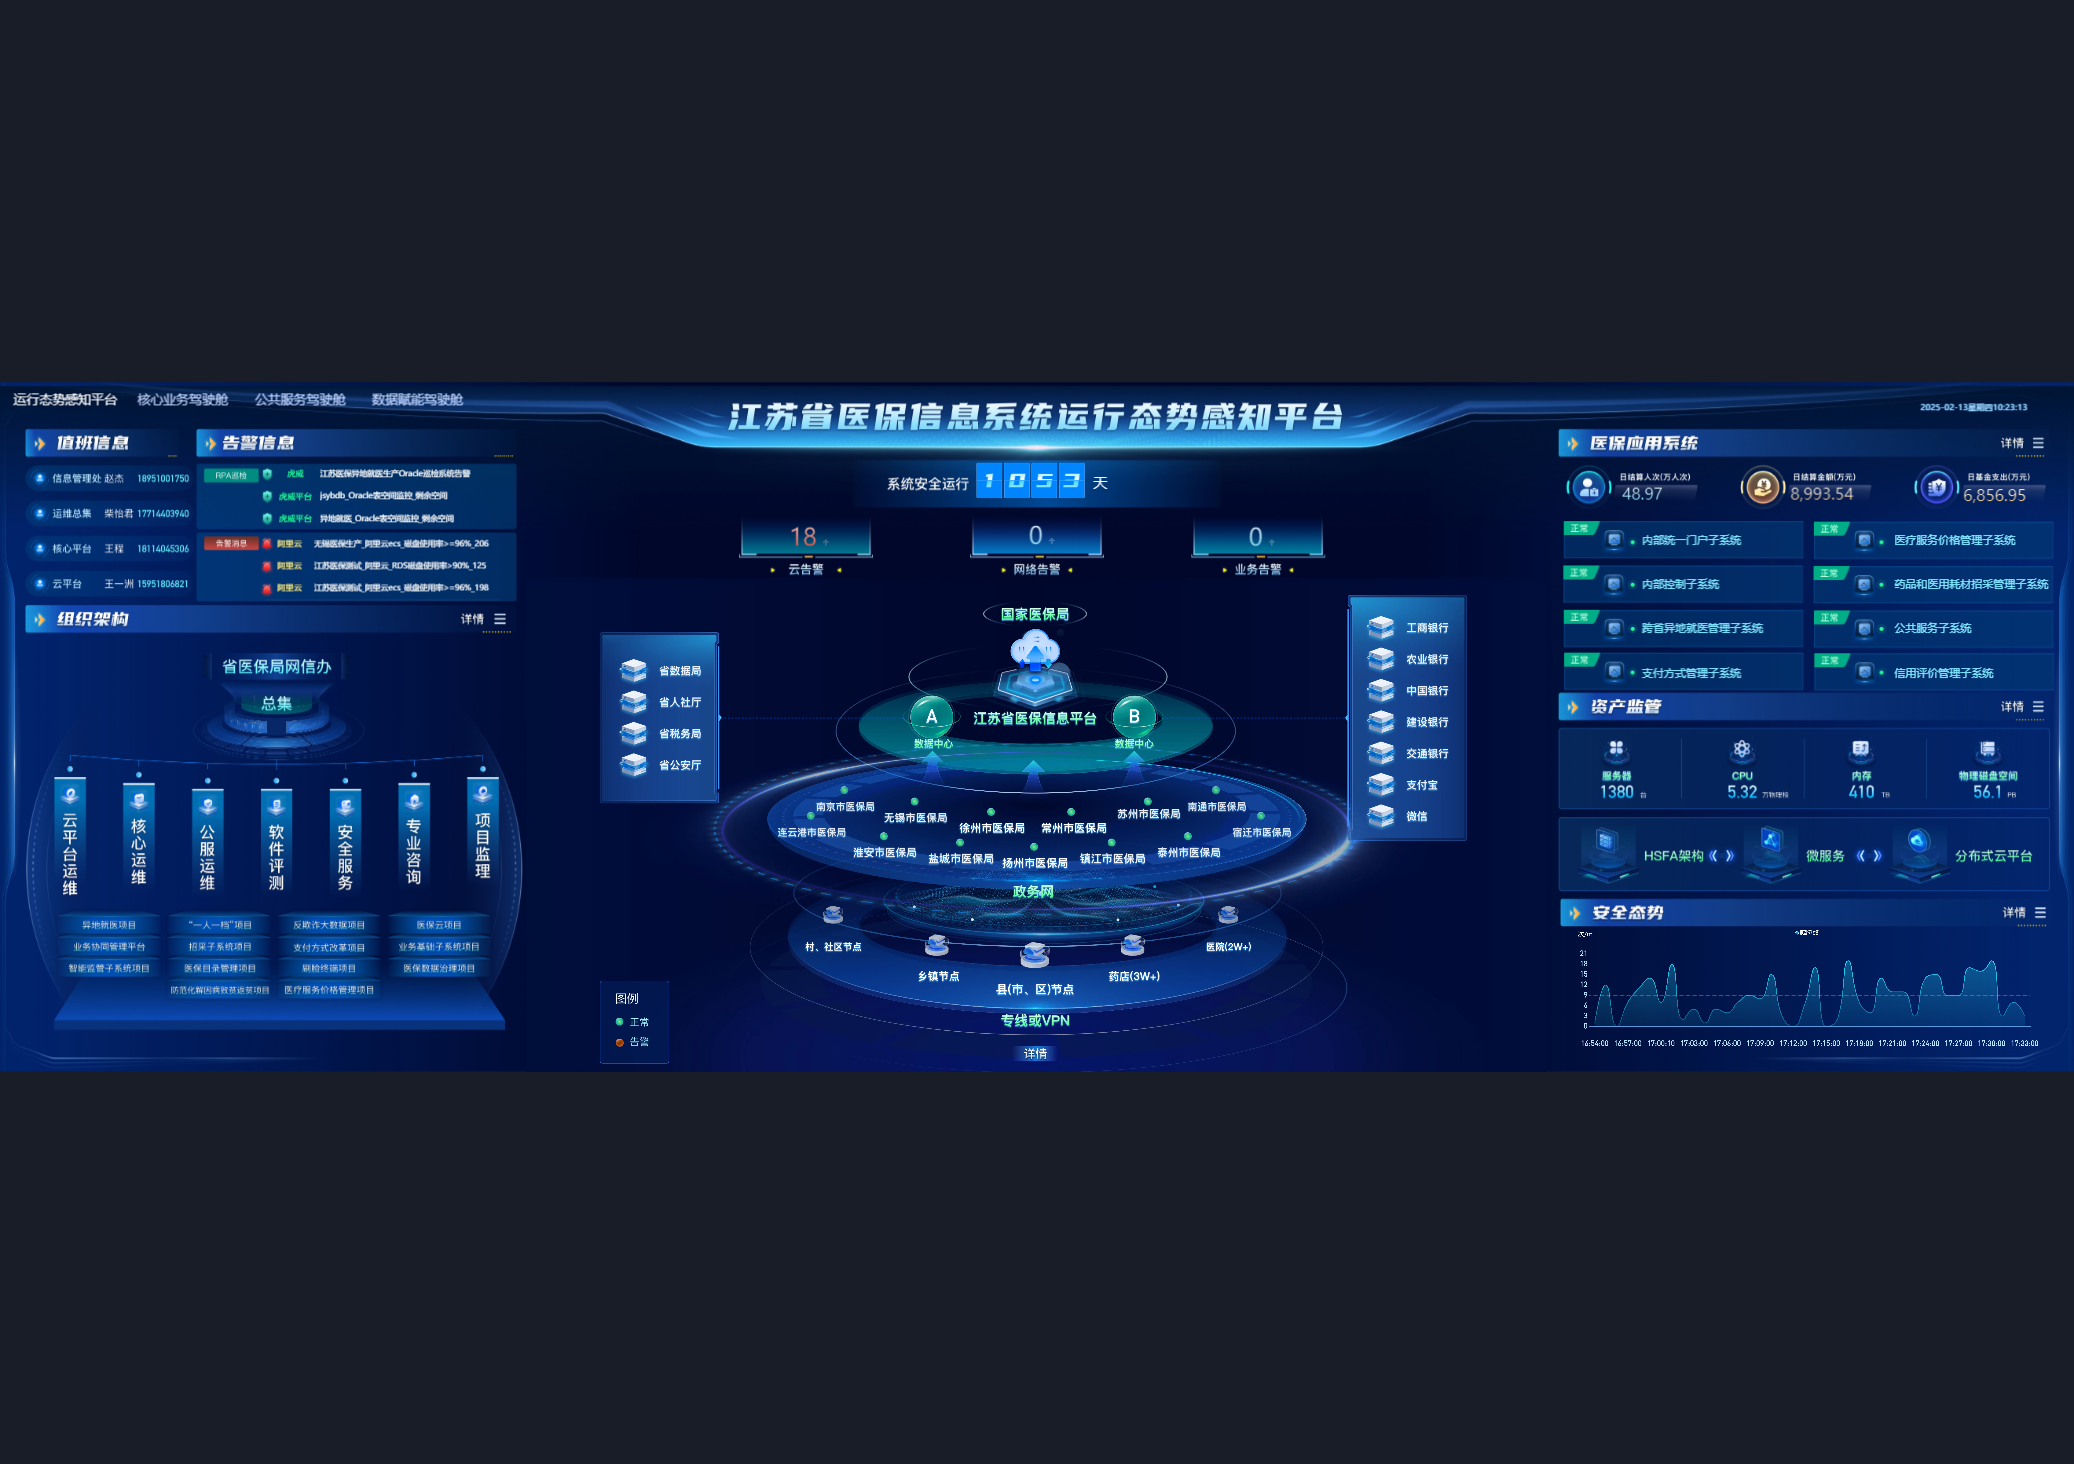 运行态势感知平台 核心业务驾驶舱 公共服务驾驶舱 数据赋能驾驶舱
江苏省医保信息系统运行态势感知平台
2025-02-13星期四10:23:13
值班信息
信息管理处 赵杰 18951001750
运维总集 柴怡君 17714403940
核心平台 王程 18114045306
云平台 王一洲 15951806821
告警信息
RPA巡检 虎威 江苏医保异地就医生产Oracle巡检系统告警
虎威平台 jsybdb_Oracle表空间监控_剩余空间
虎威平台 异地就医_Oracle表空间监控_剩余空间
告警消息 阿里云 无锡医保生产_阿里云ecs_磁盘使用率>=96%_206
阿里云 江苏医保测试_阿里云_RDS磁盘使用率>90%_125
阿里云 江苏医保测试_阿里云ecs_磁盘使用率>=96%_198
组织架构 详情
省医保局网信办
总集
云平台运维
核心运维
公服运维
软件评测
安全服务
专业咨询
项目监理
异地就医项目 “一人一档”项目 反欺诈大数据项目 医保云项目
业务协同管理平台 招采子系统项目 支付方式改革项目 业务基础子系统项目
智能监管子系统项目 医保目录管理项目 刷脸终端项目 医保数据治理项目
防范化解因病致贫返贫项目 医疗服务价格管理项目
系统安全运行 1053 天
18 个 0 个 0 个
云告警 网络告警 业务告警
省数据局
省人社厅
省税务局
省公安厅
国家医保局
A 江苏省医保信息平台 B
数据中心 数据中心
南京市医保局 无锡市医保局 徐州市医保局 常州市医保局 苏州市医保局 南通市医保局
连云港市医保局 淮安市医保局 盐城市医保局 扬州市医保局 镇江市医保局 泰州市医保局 宿迁市医保局
政务网
村、社区节点 乡镇节点 县(市、区)节点 药店(3W+) 医院(2W+)
专线或VPN
详情
图例
正常
告警
工商银行
农业银行
中国银行
建设银行
交通银行
支付宝
微信
医保应用系统 详情
日结算人次(万人次) 日结算金额(万元) 日基金支出(万元)
48.97 8,993.54 6,856.95
正常 内部统一门户子系统 正常 医疗服务价格管理子系统
正常 内部控制子系统 正常 药品和医用耗材招采管理子系统
正常 跨省异地就医管理子系统 正常 公共服务子系统
正常 支付方式管理子系统 正常 信用评价管理子系统
资产监管 详情
服务器 CPU 内存 物理磁盘空间
1380 台 5.32 万物理核 410 TB 56.1 PB
HSFA架构 《 》 微服务 《 》 分布式云平台
安全态势 详情
21
18
15
12
9
6
3
0
16:54:00 16:57:00 17:00:10 17:03:00 17:06:00 17:09:00 17:12:00 17:15:00 17:18:00 17:21:00 17:24:00 17:27:00 17:30:00 17:33:00